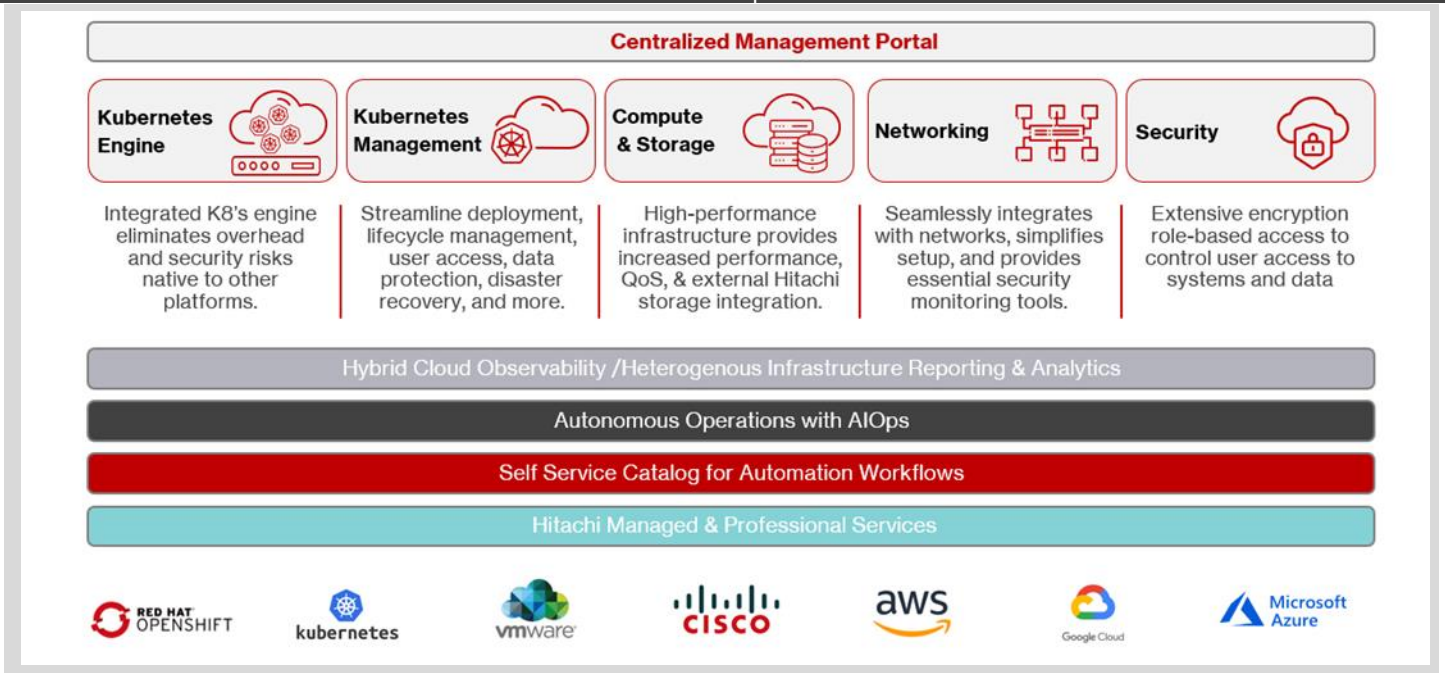 Centralized Management Portal
Kubernetes
Engine
Kubernetes
Management
Compute
& Storage
Networking
Security
Integrated K8's engine
eliminates overhead
and security risks
native to other
platforms.
Streamline deployment,
lifecycle management,
user access, data
protection, disaster
recovery, and more.
High-performance
infrastructure provides
increased performance,
QoS, & external Hitachi
storage integration.
Seamlessly integrates
with networks, simplifies
setup, and provides
essential security
monitoring tools.
Extensive encryption
role-based access to
control user access to
systems and data
Hybrid Cloud Observability /Heterogenous Infrastructure Reporting & Analytics
Autonomous Operations with AIOps
Self Service Catalog for Automation Workflows
Hitachi Managed & Professional Services
RED HAT
OPENSHIFT
kubernetes
vmware
CISCO
aws
Google Cloud
Microsoft
Azure